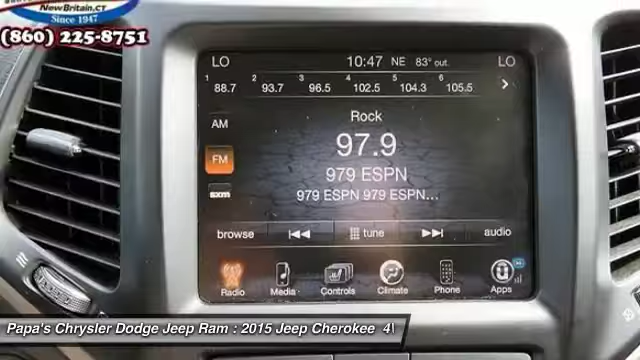 New Britain, CT
Since 1947
(860) 225-8751
LO 10:47 NE 83° out. LO
1 88.7 2 93.7 3 96.5 4 102.5 5 104.3 6 105.5
AM
FM
sxm
Rock
97.9
979 ESPN
979 ESPN 979 ESPN...
browse tune audio
Radio Media Controls Climate Phone Apps
Papa's Chrysler Dodge Jeep Ram : 2015 Jeep Cherokee 4\